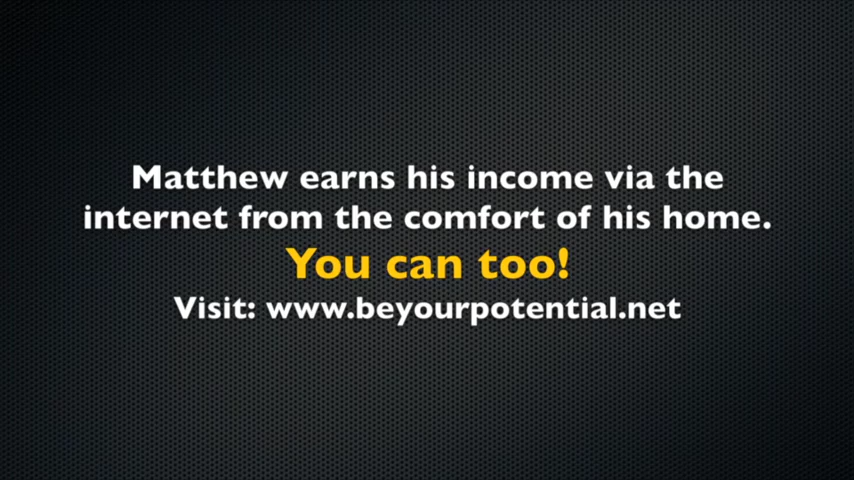 Matthew earns his income via the
internet from the comfort of his home.
You can too!
Visit: www.beyourpotential.net